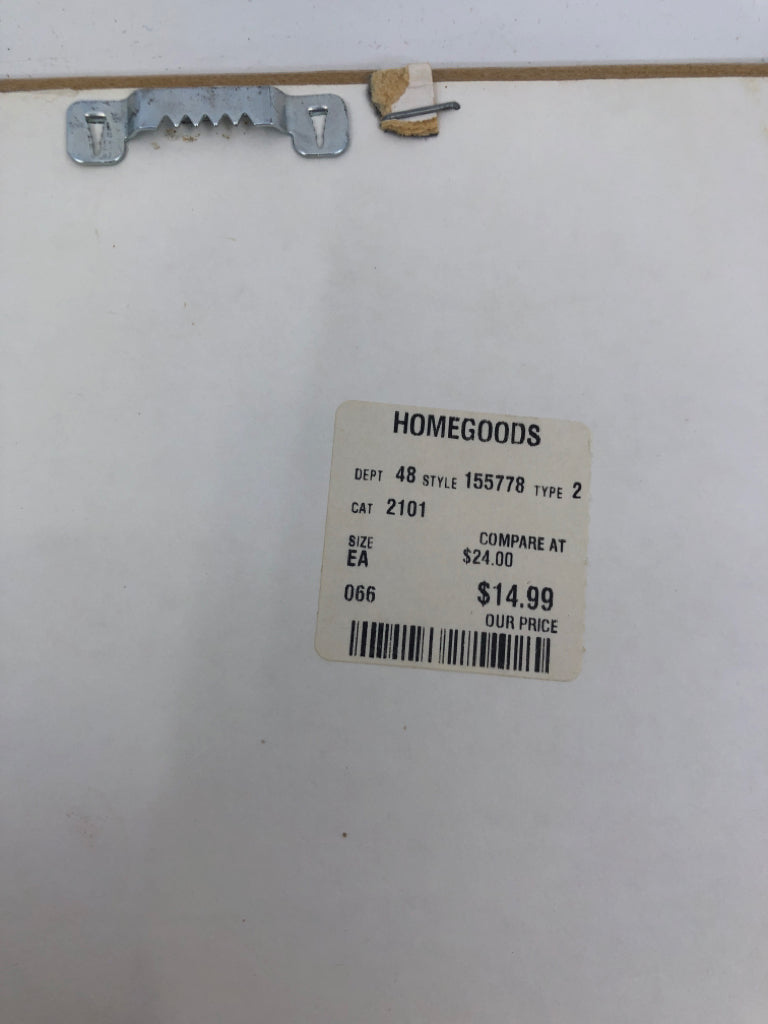 HOMEGOODS
DEPT 48 STYLE 155778 TYPE 2
CAT 2101
SIZE COMPARE AT
EA $24.00
066 $14.99
OUR PRICE